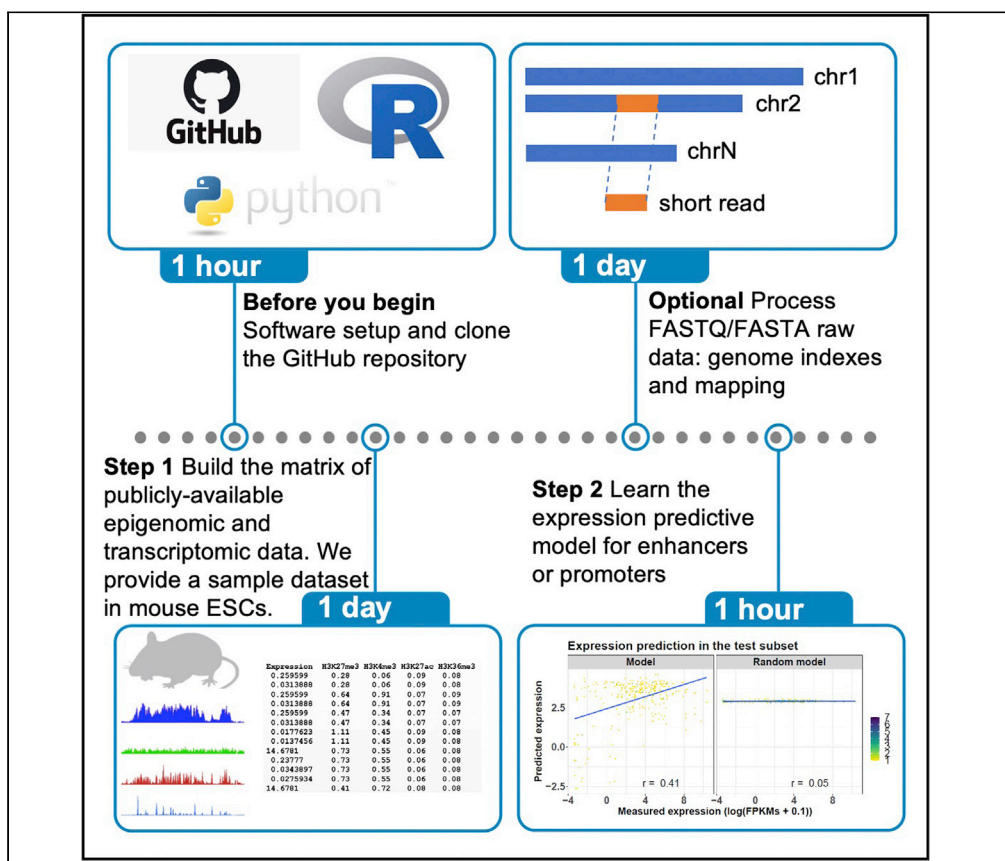 GitHub
R
python™
1 hour
chr1
chr2
chrN
short read
1 day
Before you begin
Software setup and clone
the GitHub repository
Optional Process
FASTQ/FASTA raw
data: genome indexes
and mapping
Step 1 Build the matrix of
publicly-available
epigenomic and
transcriptomic data. We
provide a sample dataset
in mouse ESCs.
1 day
Step 2 Learn the
expression predictive
model for enhancers
or promoters
1 hour
Expression H3K27me3 H3K4me3 H3K27ac H3K36me3
0.259599 0.28 0.06 0.09 0.08
0.0313888 0.28 0.06 0.09 0.08
0.259599 0.64 0.91 0.07 0.09
0.0313888 0.64 0.91 0.07 0.09
0.259599 0.47 0.34 0.07 0.07
0.0313888 0.47 0.34 0.07 0.07
0.0177623 1.11 0.45 0.09 0.08
0.0137456 1.11 0.45 0.09 0.08
14.6781 0.73 0.55 0.06 0.08
0.23777 0.73 0.55 0.06 0.08
0.0343897 0.73 0.55 0.06 0.08
0.0275934 0.73 0.55 0.06 0.08
14.6781 0.41 0.72 0.08 0.08
Expression prediction in the test subset
Model Random model
Predicted expression
2.5
0.0
-2.5
r = 0.41 r = 0.05
-4 0 4 8 -4 0 4 8
Measured expression (log(FPKMs + 0.1))
7
6
5
4
3
2
1